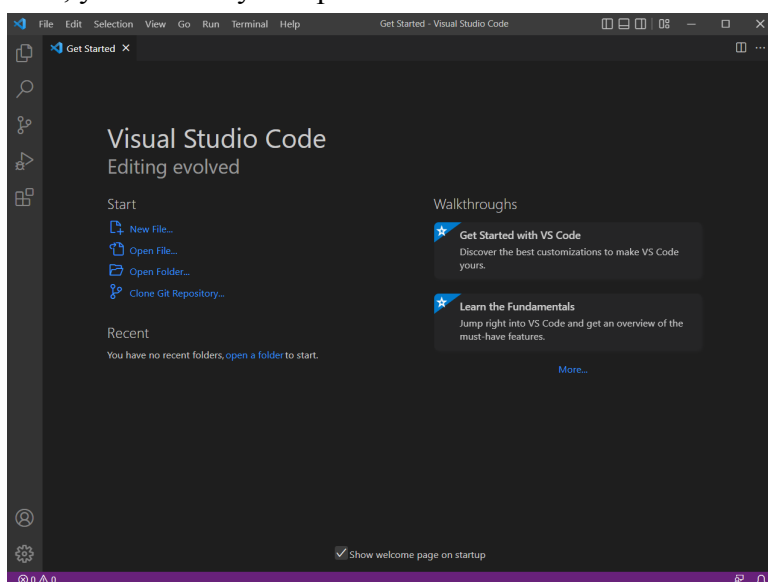 File Edit Selection View Go Run Terminal Help Get Started - Visual Studio Code
Get Started
Visual Studio Code
Editing evolved
Start
New File...
Open File...
Open Folder...
Clone Git Repository...
Recent
You have no recent folders, open a folder to start.
Walkthroughs
Get Started with VS Code
Discover the best customizations to make VS Code
yours.
Learn the Fundamentals
Jump right into VS Code and get an overview of the
must-have features.
More...
Show welcome page on startup
0 0